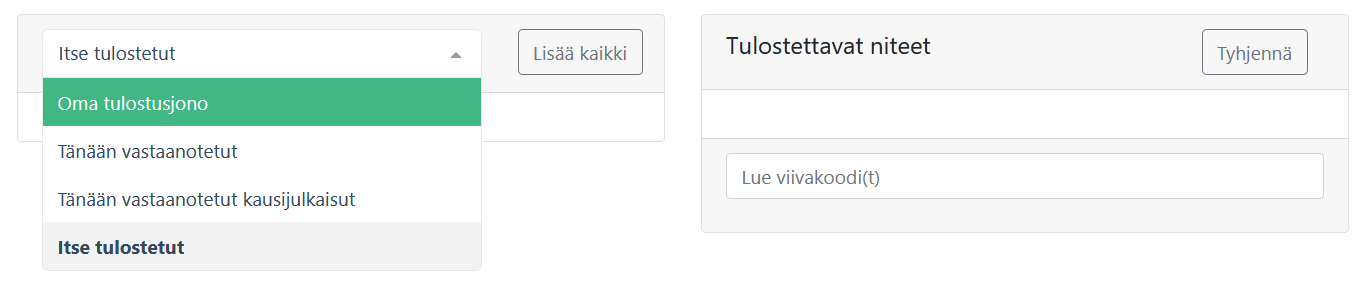 Itse tulostetut
Lisää kaikki
Oma tulostusjono
Tänään vastaanotetut
Tänään vastaanotetut kausijulkaisut
Itse tulostetut
Tulostettavat niteet
Tyhjennä
Lue viivakoodi(t)